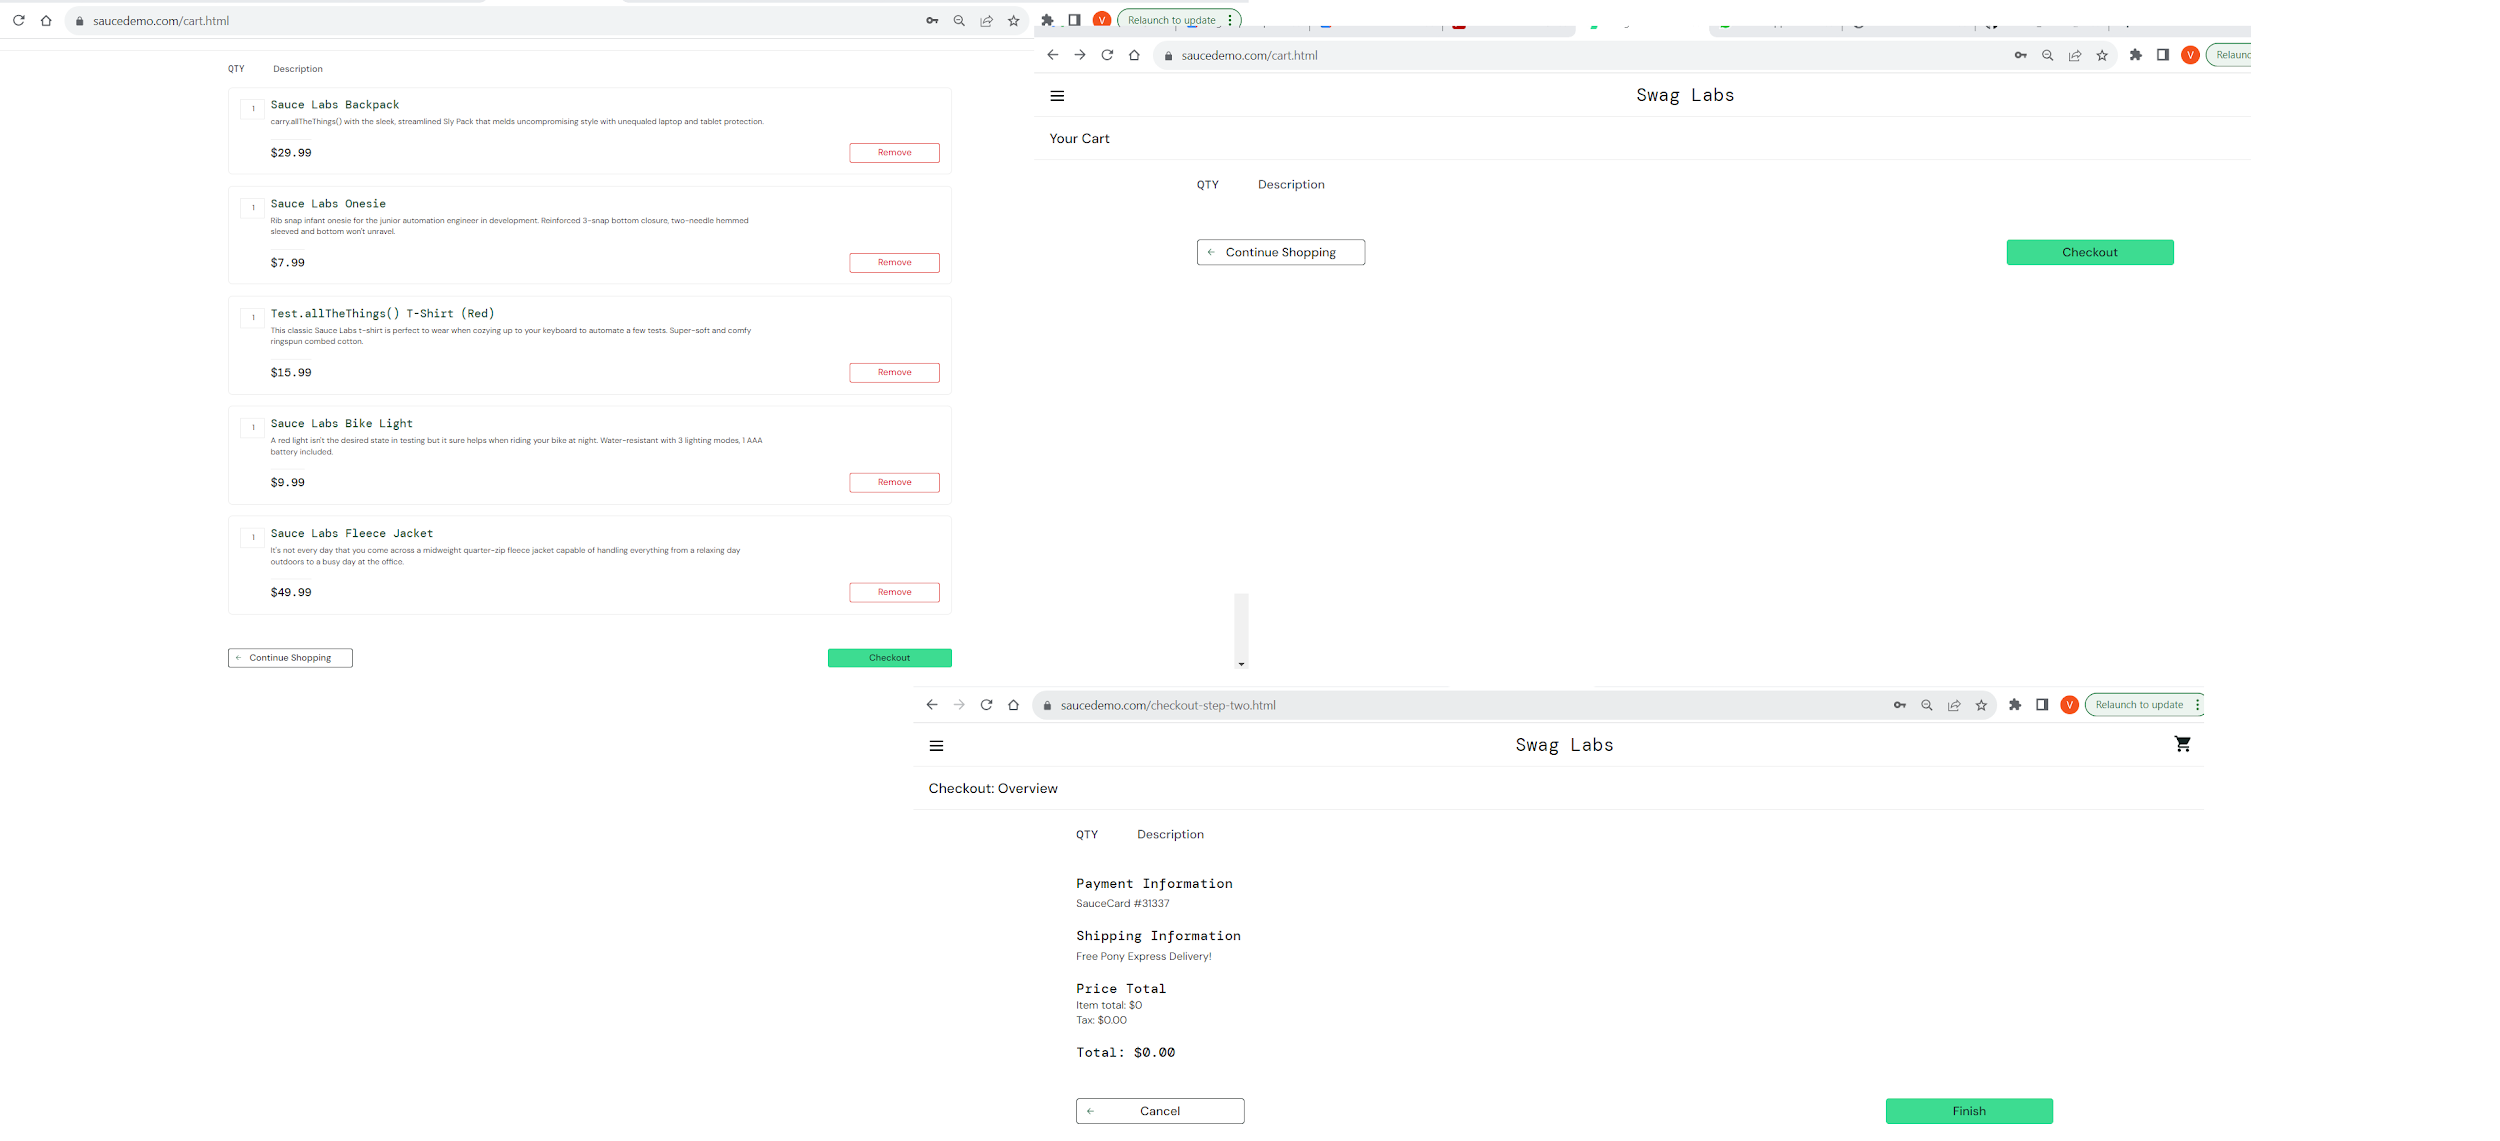 saucedemo.com/cart.html
V
Relaunch to update
QTY Description
1
Sauce Labs Backpack
carry.allTheThings() with the sleek, streamlined Sly Pack that melds uncompromising style with unequaled laptop and tablet protection.
$29.99
Remove
1
Sauce Labs Onesie
Rib snap infant onesie for the junior automation engineer in development. Reinforced 3-snap bottom closure, two-needle hemmed
sleeved and bottom won't unravel.
$7.99
Remove
1
Test.allTheThings() T-Shirt (Red)
This classic Sauce Labs t-shirt is perfect to wear when cozying up to your keyboard to automate a few tests. Super-soft and comfy
ringspun combed cotton.
$15.99
Remove
1
Sauce Labs Bike Light
A red light isn't the desired state in testing but it sure helps when riding your bike at night. Water-resistant with 3 lighting modes, 1 AAA
battery included.
$9.99
Remove
1
Sauce Labs Fleece Jacket
It's not every day that you come across a midweight quarter-zip fleece jacket capable of handling everything from a relaxing day
outdoors to a busy day at the office.
$49.99
Remove
Continue Shopping
Checkout
saucedemo.com/cart.html
V
Relaunc
Swag Labs
Your Cart
QTY Description
Continue Shopping
Checkout
saucedemo.com/checkout-step-two.html
V
Relaunch to update
Swag Labs
Checkout: Overview
QTY Description
Payment Information
SauceCard #31337
Shipping Information
Free Pony Express Delivery!
Price Total
Item total: $0
Tax: $0.00
Total: $0.00
Cancel
Finish